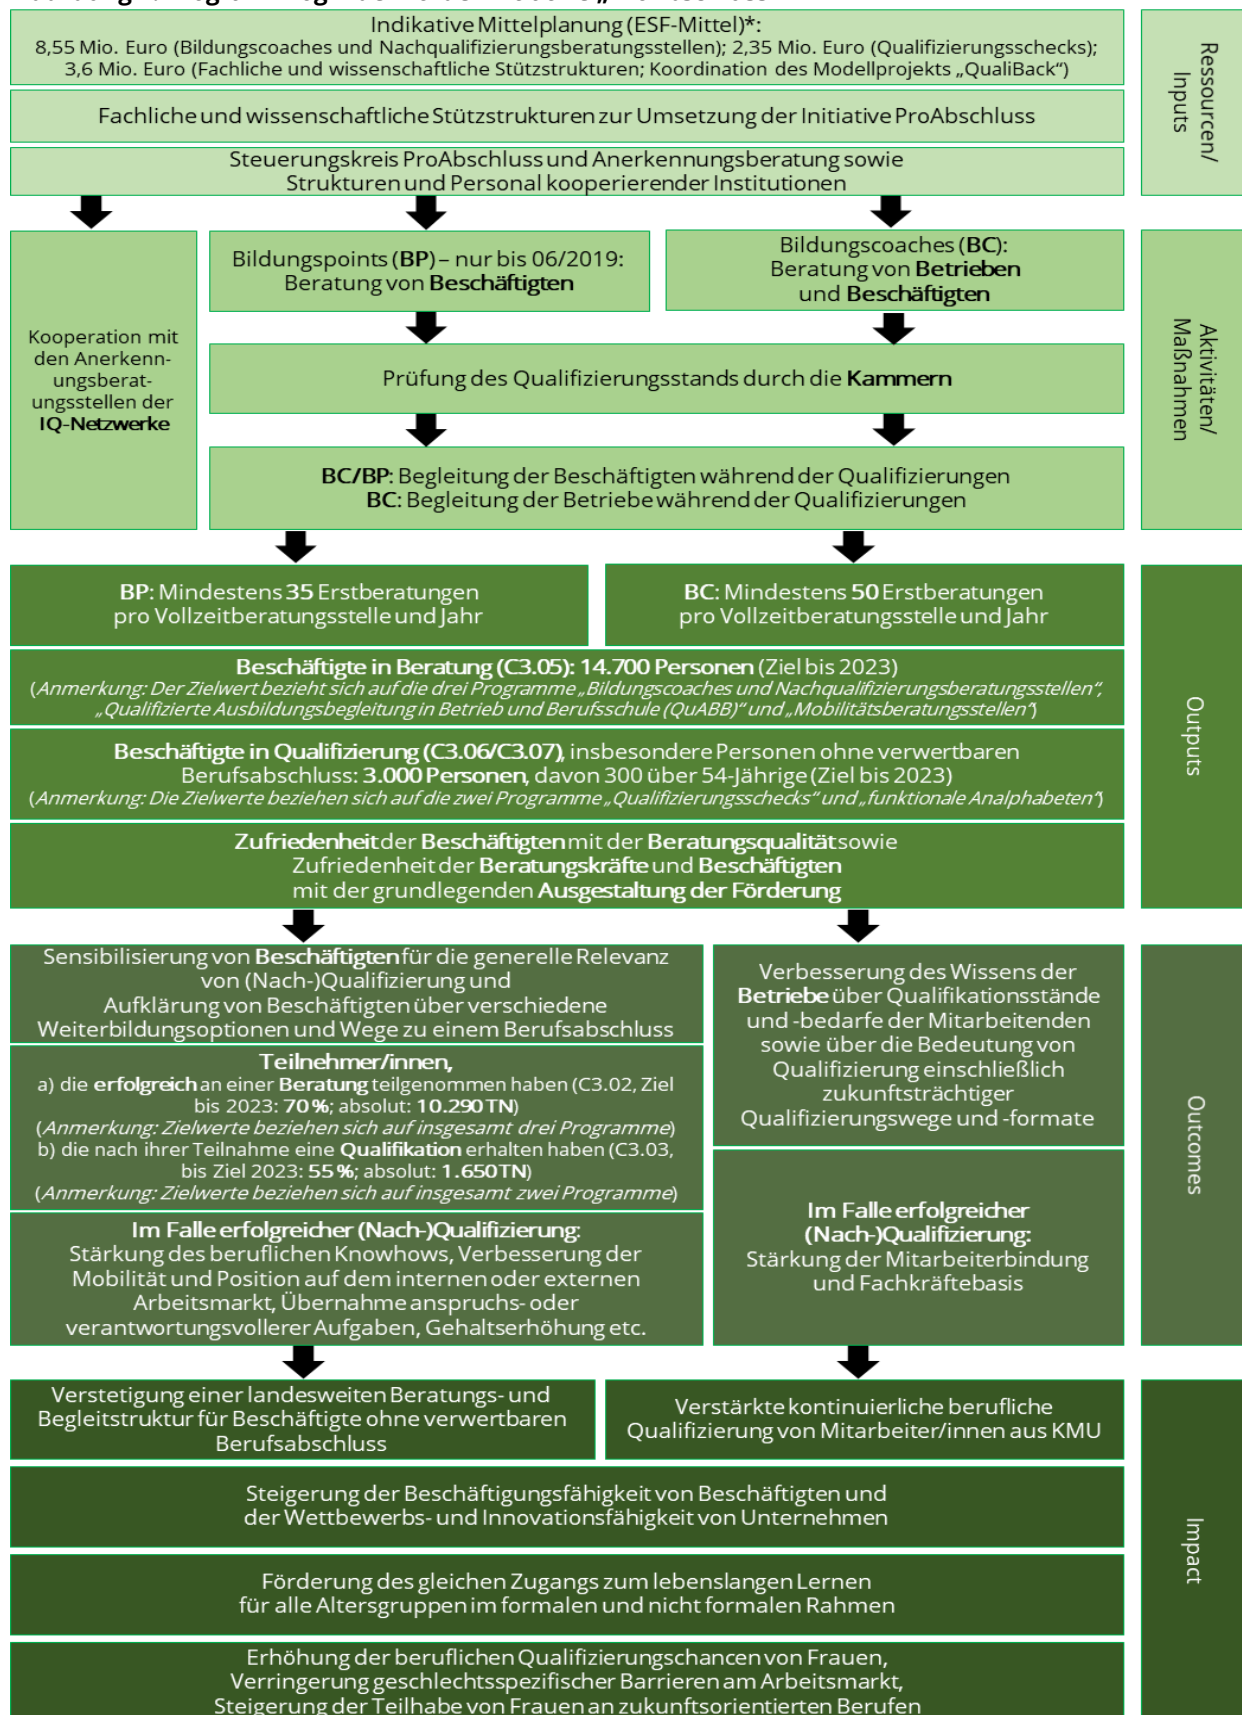 Indikative Mittelplanung (ESF-Mittel)*:
8,55 Mio. Euro (Bildungscoaches und Nachqualifizierungsberatungsstellen); 2,35 Mio. Euro (Qualifizierungsschecks);
3,6 Mio. Euro (Fachliche und wissenschaftliche Stützstrukturen; Koordination des Modellprojekts „QualiBack“)
Fachliche und wissenschaftliche Stützstrukturen zur Umsetzung der Initiative ProAbschluss
Steuerungskreis ProAbschluss und Anerkennungsberatung sowie
Strukturen und Personal kooperierender Institutionen
Ressourcen/
Inputs
Kooperation mit
den Anerkenn-
ungsberat-
ungsstellen der
IQ-Netzwerke
Bildungspoints (BP) – nur bis 06/2019:
Beratung von Beschäftigten
Bildungscoaches (BC):
Beratung von Betrieben
und Beschäftigten
Prüfung des Qualifizierungsstands durch die Kammern
BC/BP: Begleitung der Beschäftigten während der Qualifizierungen
BC: Begleitung der Betriebe während der Qualifizierungen
Aktivitäten/
Maßnahmen
BP: Mindestens 35 Erstberatungen
pro Vollzeitberatungsstelle und Jahr
BC: Mindestens 50 Erstberatungen
pro Vollzeitberatungsstelle und Jahr
Beschäftigte in Beratung (C3.05): 14.700 Personen (Ziel bis 2023)
(Anmerkung: Der Zielwert bezieht sich auf die drei Programme „Bildungscoaches und Nachqualifizierungsberatungsstellen“,
„Qualifizierte Ausbildungsbegleitung in Betrieb und Berufsschule (QuABB)“ und „Mobilitätsberatungsstellen“)
Beschäftigte in Qualifizierung (C3.06/C3.07), insbesondere Personen ohne verwertbaren
Berufsabschluss: 3.000 Personen, davon 300 über 54-Jährige (Ziel bis 2023)
(Anmerkung: Die Zielwerte beziehen sich auf die zwei Programme „Qualifizierungsschecks“ und „funktionale Analphabeten“)
Zufriedenheit der Beschäftigten mit der Beratungsqualität sowie
Zufriedenheit der Beratungskräfte und Beschäftigten
mit der grundlegenden Ausgestaltung der Förderung
Outputs
Sensibilisierung von Beschäftigten für die generelle Relevanz
von (Nach-)Qualifizierung und
Aufklärung von Beschäftigten über verschiedene
Weiterbildungsoptionen und Wege zu einem Berufsabschluss
Teilnehmer/innen,
a) die erfolgreich an einer Beratung teilgenommen haben (C3.02, Ziel
bis 2023: 70 %; absolut: 10.290 TN)
(Anmerkung: Zielwerte beziehen sich auf insgesamt drei Programme)
b) die nach ihrer Teilnahme eine Qualifikation erhalten haben (C3.03,
bis Ziel 2023: 55 %; absolut: 1.650 TN)
(Anmerkung: Zielwerte beziehen sich auf insgesamt zwei Programme)
Im Falle erfolgreicher (Nach-)Qualifizierung:
Stärkung des beruflichen Knowhows, Verbesserung der
Mobilität und Position auf dem internen oder externen
Arbeitsmarkt, Übernahme anspruchs- oder
verantwortungsvollerer Aufgaben, Gehaltserhöhung etc.
Verbesserung des Wissens der
Betriebe über Qualifikationsstände
und -bedarfe der Mitarbeitenden
sowie über die Bedeutung von
Qualifizierung einschließlich
zukunftsträchtiger
Qualifizierungswege und -formate
Im Falle erfolgreicher
(Nach-)Qualifizierung:
Stärkung der Mitarbeiterbindung
und Fachkräftebasis
Outcomes
Verstetigung einer landesweiten Beratungs- und
Begleitstruktur für Beschäftigte ohne verwertbaren
Berufsabschluss
Verstärkte kontinuierliche berufliche
Qualifizierung von Mitarbeiter/innen aus KMU
Steigerung der Beschäftigungsfähigkeit von Beschäftigten und
der Wettbewerbs- und Innovationsfähigkeit von Unternehmen
Förderung des gleichen Zugangs zum lebenslangen Lernen
für alle Altersgruppen im formalen und nicht formalen Rahmen
Erhöhung der beruflichen Qualifizierungschancen von Frauen,
Verringerung geschlechtsspezifischer Barrieren am Arbeitsmarkt,
Steigerung der Teilhabe von Frauen an zukunftsorientierten Berufen
Impact